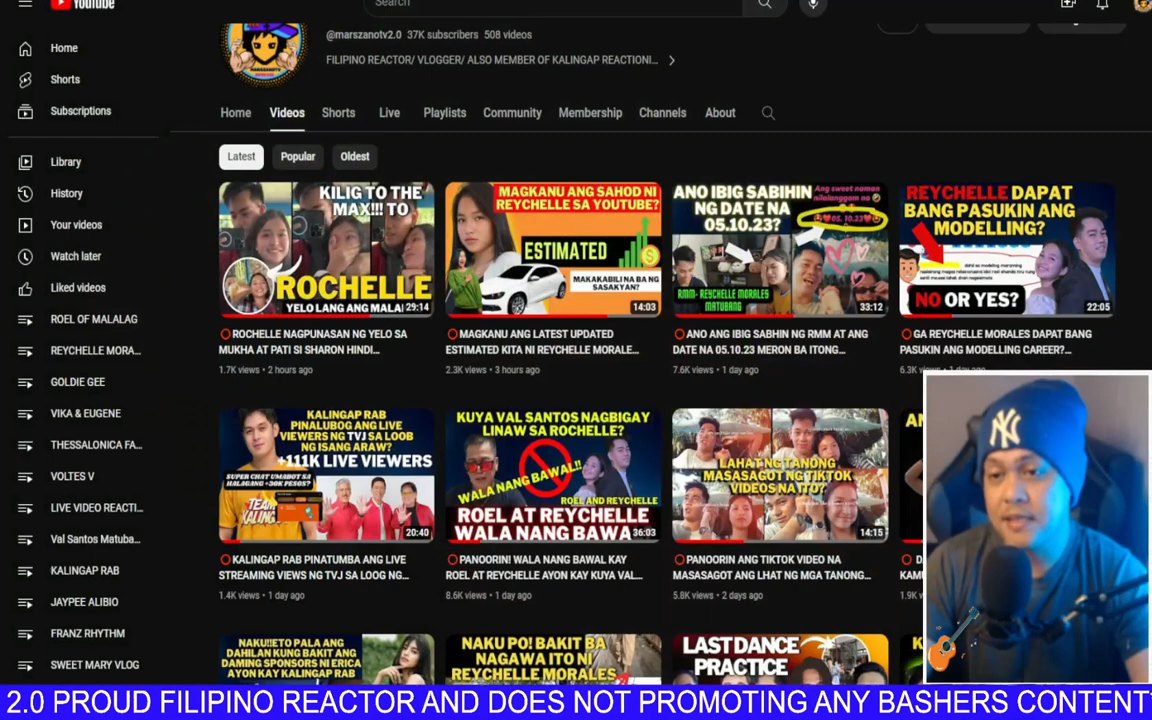 YouTube
Search
@marszanotv2.0 37K subscribers 508 videos
FILIPINO REACTOR/ VLOGGER/ ALSO MEMBER OF KALINGAP REACTIONI...
Home
Shorts
Subscriptions
Library
History
Your videos
Watch later
Liked videos
ROEL OF MALALAG
REYCHELLE MORA...
GOLDIE GEE
VIKA & EUGENE
THESSALONICA FA...
VOLTES V
LIVE VIDEO REACTI...
Val Santos Matuba...
KALINGAP RAB
JAYPEE ALIBIO
FRANZ RHYTHM
SWEET MARY VLOG
Home Videos Shorts Live Playlists Community Membership Channels About
Latest Popular Oldest
KILIG TO THE
MAX!!! TO
ROCHELLE
YELO LANG ANG MALA
29:14
ROCHELLE NAGPUNASAN NG YELO SA
MUKHA AT PATI SI SHARON HINDI...
1.7K views • 2 hours ago
MAGKANU ANG SAHOD NI
REYCHELLE SA YOUTUBE?
ESTIMATED
MAKAKABILI NA BA NG
SASAKYAN?
14:03
MAGKANU ANG LATEST UPDATED
ESTIMATED KITA NI REYCHELLE MORALE...
2.3K views • 3 hours ago
ANO IBIG SABIHIN
NG DATE NA
05.10.23?
Ang sweet naman
nilalanggam na
05.10.23
RMM- REYCHELLE MORALES
MATUBANG
33:12
ANO ANG IBIG SABIHN NG RMM AT ANG
DATE NA 05.10.23 MERON BA ITONG...
7.6K views • 1 day ago
REYCHELLE DAPAT
BANG PASUKIN ANG
MODELLING?
NO OR YES?
22:05
GA REYCHELLE MORALES DAPAT BANG
PASUKIN ANG MODELLING CAREER?...
6.3K views • 1 day ago
KALINGAP RAB
PINALUBOG ANG LIVE
VIEWERS NG TVJ SA LOOB
NG ISANG ARAW?
+111K LIVE VIEWERS
SUPER CHAT UMABOT SA
HALAGANG +30K PESOS?
TEAM
KALING
20:40
KALINGAP RAB PINATUMBA ANG LIVE
STREAMING VIEWS NG TVJ SA LOOG NG...
1.4K views • 1 day ago
KUYA VAL SANTOS NAGBIGAY
LINAW SA ROCHELLE?
WALA NANG BAWAL!!
ROEL AND REYCHELLE
ROEL AT REYCHELLE
WALA NANG BAWA
36:03
PANOORIN! WALA NANG BAWAL KAY
ROEL AT REYCHELLE AYON KAY KUYA VAL...
8.6K views • 1 day ago
LAHAT NG TANONG
MASASAGOT NG TIKTOK
VIDEOS NATTO?
14:15
PANOORIN ANG TIKTOK VIDEO NA
MASASAGOT ANG LHAT NG MGA TANONG...
5.8K views • 2 days ago
KAMU
1.9K
NAKU!!ETO PALA ANG
DAHILAN KUNG BAKIT ANG
DAMING SPONSORS NI ERICA
AYON KAY KALINGAP RAB
NAKU PO! BAKIT BA
NAGAWA ITO NI
REYCHELLE MORALES
LAST DANCE
PRACTICE
NY
2.0 PROUD FILIPINO REACTOR AND DOES NOT PROMOTING ANY BASHERS CONTENT